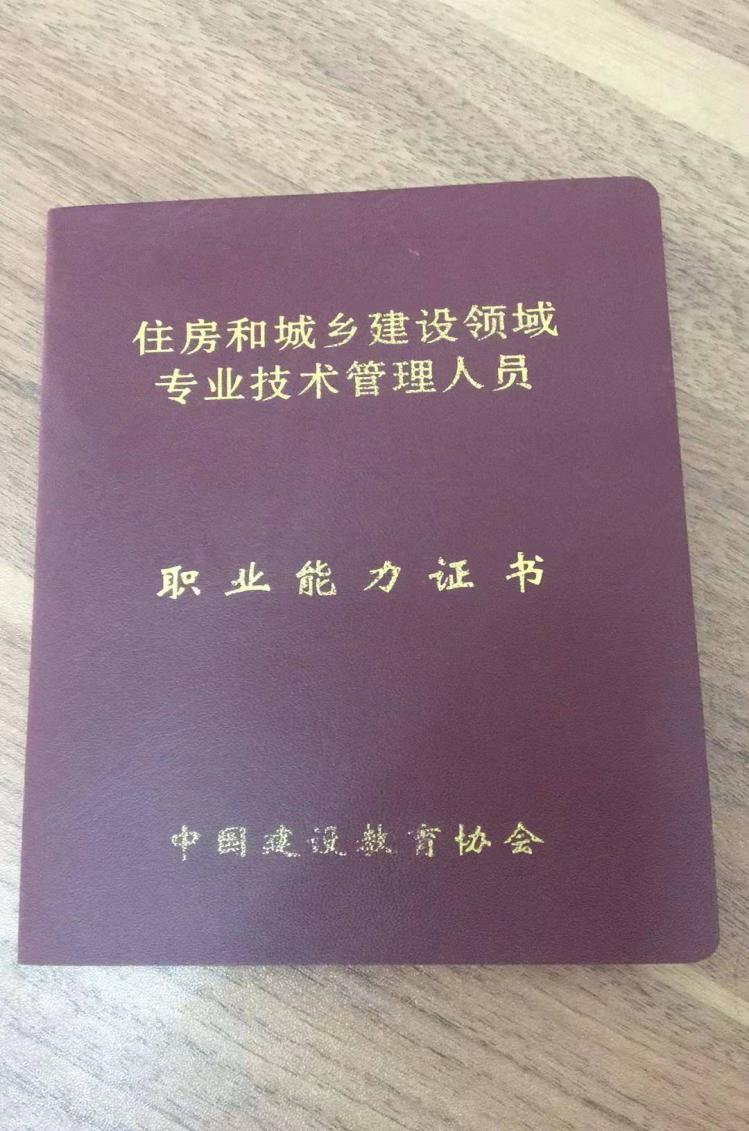 住房和城乡建设领域
专业技术管理人员
职业能力证书
中国建设教育协会